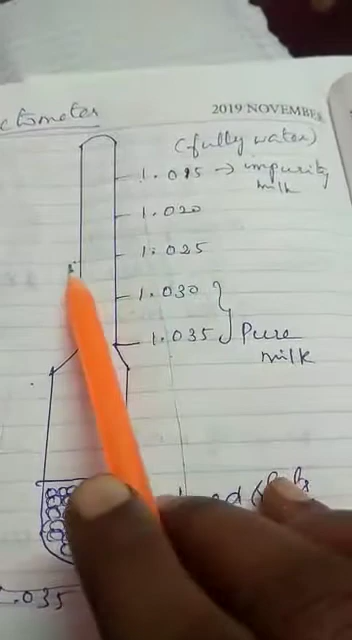 ctometer
2019 NOVEMBER
(fully water)
1.015 → impurity
milk
1.020
1.025
1.030
1.035 Pure
milk
.035